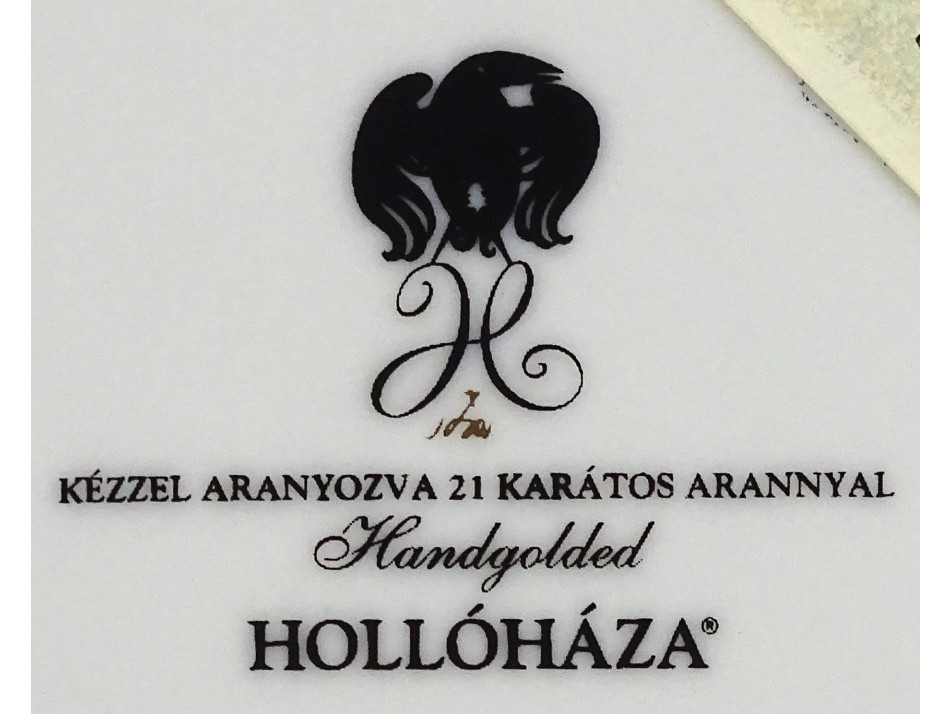 H
KÉZZEL ARANYOZVA 21 KARÁTOS ARANNYAL
Handgolded
HOLLÓHÁZA®